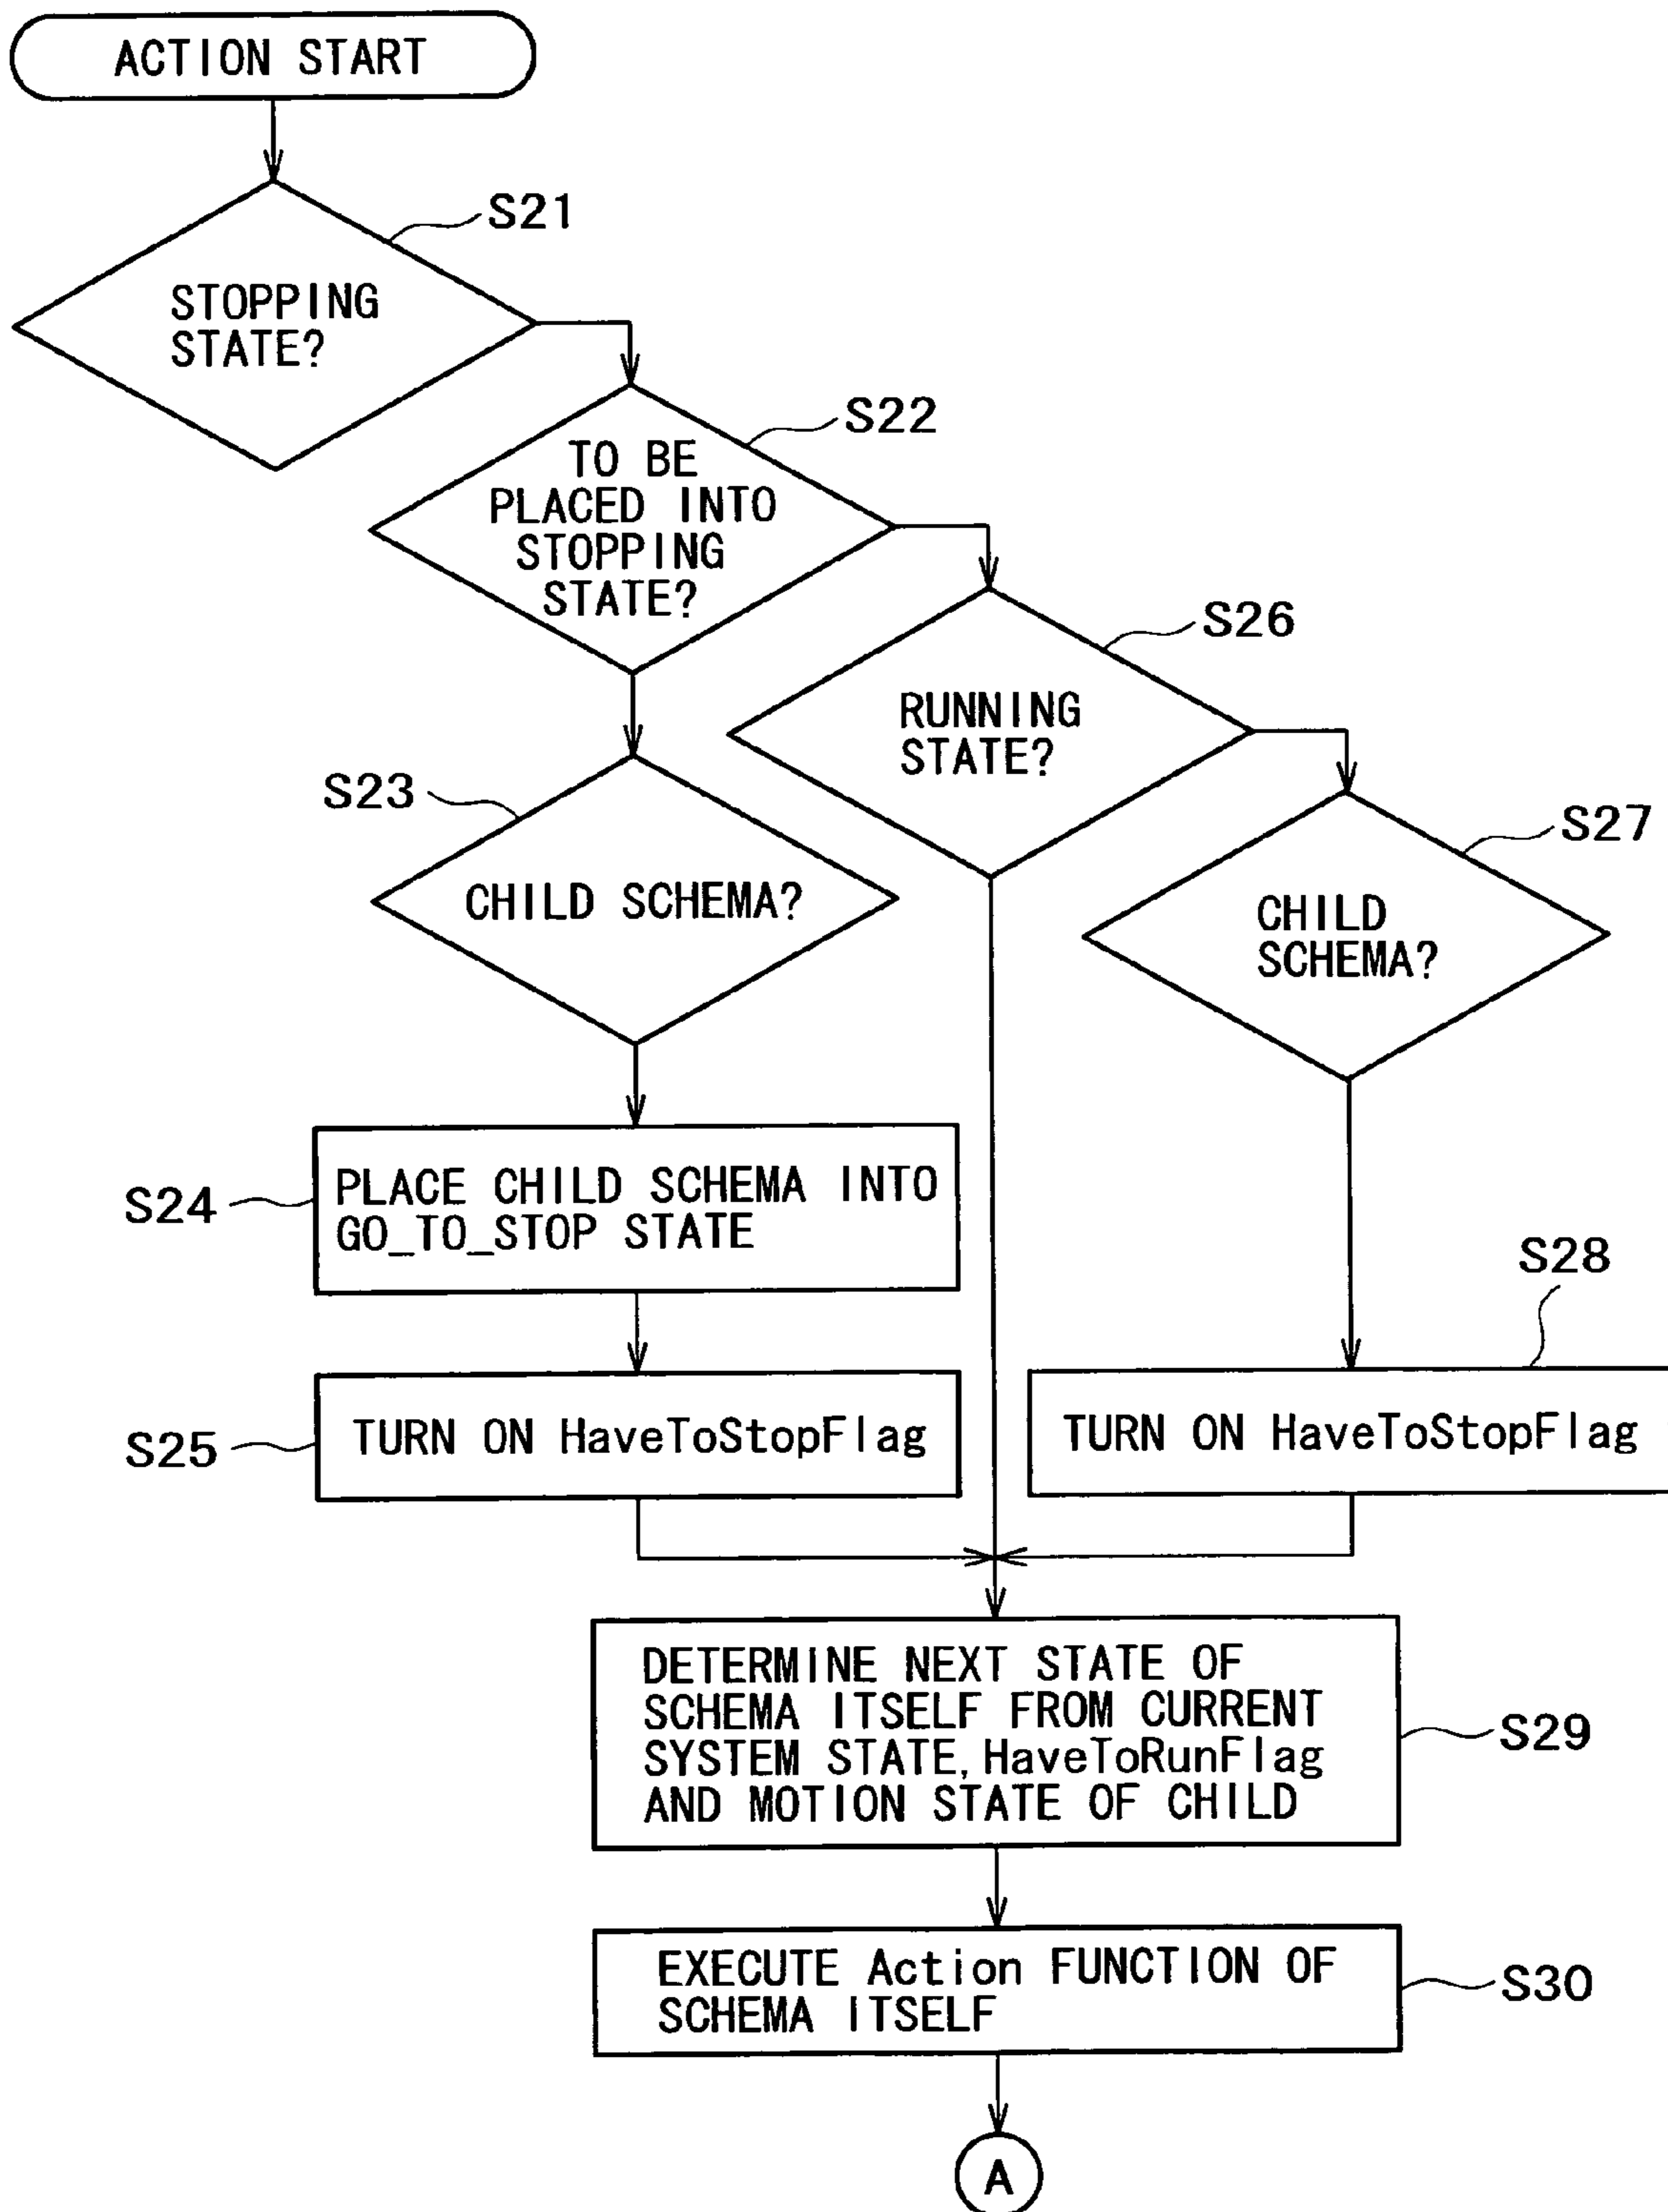 ACTION START
S21
STOPPING
STATE?
S22
TO BE
PLACED INTO
STOPPING
STATE?
S26
RUNNING
STATE?
S23
CHILD SCHEMA?
S27
CHILD
SCHEMA?
S24
PLACE CHILD SCHEMA INTO
GO_TO_STOP STATE
S28
S25
TURN ON HaveToStopFlag
TURN ON HaveToStopFlag
DETERMINE NEXT STATE OF
SCHEMA ITSELF FROM CURRENT
SYSTEM STATE, HaveToRunFlag
AND MOTION STATE OF CHILD
S29
EXECUTE Action FUNCTION OF
SCHEMA ITSELF
S30
A